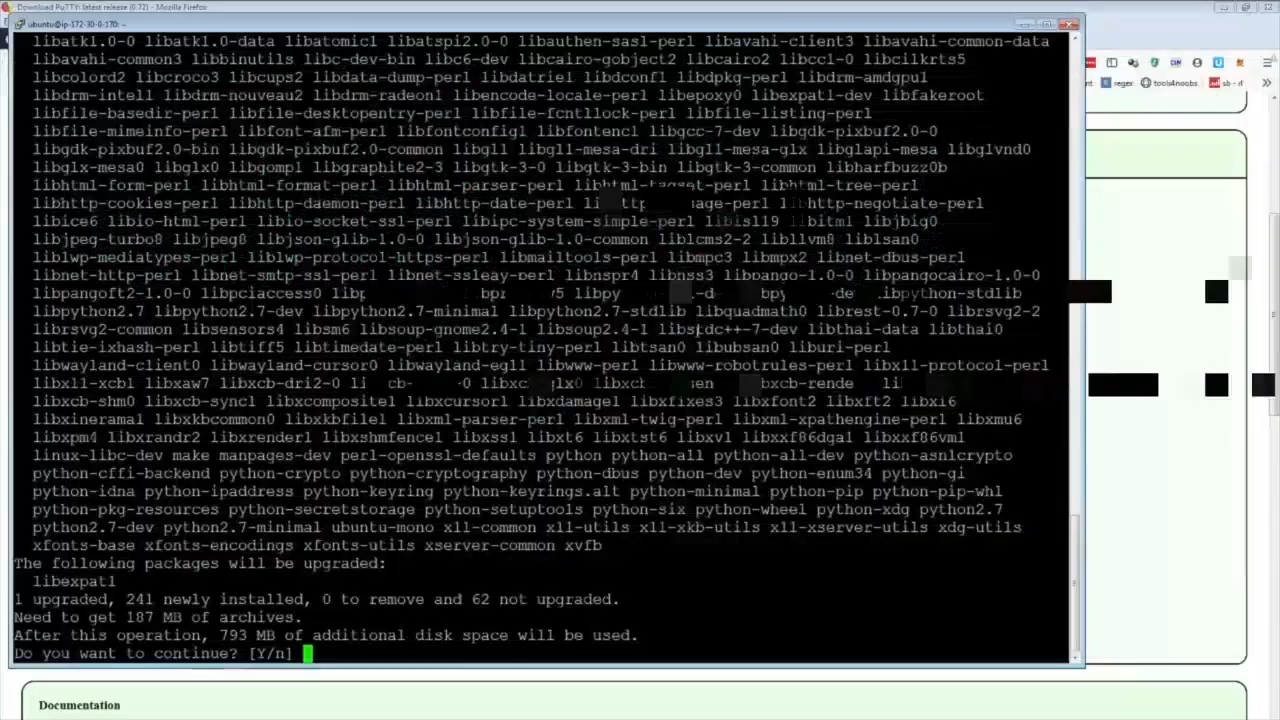 Download PuTTY: latest release (0.72) - Mozilla Firefox
ubuntu@ip-172-30-0-170: ~
libatk1.0-0 libatk1.0-data libatomic1 libatspi2.0-0 libauthen-sasl-perl libavahi-client3 libavahi-common-data
libavahi-common3 libbinutils libc-dev-bin libc6-dev libcairo-gobject2 libcairo2 libcc1-0 libcilkrts5
libcolord2 libcroco3 libcups2 libdata-dump-perl libdatrie1 libdconf1 libdpkg-perl libdrm-amdgpu1
libdrm-intel1 libdrm-nouveau2 libdrm-radeon1 libencode-locale-perl libepoxy0 libexpat1-dev libfakeroot
libfile-basedir-perl libfile-desktopentry-perl libfile-fcntllock-perl libfile-listing-perl
libfile-mimeinfo-perl libfont-afm-perl libfontconfig1 libfontenc1 libgcc-7-dev libgdk-pixbuf2.0-0
libgdk-pixbuf2.0-bin libgdk-pixbuf2.0-common libgl1 libgl1-mesa-dri libgl1-mesa-glx libglapi-mesa libglvnd0
libglx-mesa0 libglx0 libgomp1 libgraphite2-3 libgtk-3-0 libgtk-3-bin libgtk-3-common libharfbuzz0b
libhtml-form-perl libhtml-format-perl libhtml-parser-perl libhtml-tagset-perl libhtml-tree-perl
libhttp-cookies-perl libhttp-daemon-perl libhttp-date-perl libhttp-negotiate-perl
libice6 libio-html-perl libio-socket-ssl-perl libipc-system-simple-perl libisl19 libitm1 libjbig0
libjpeg-turbo8 libjpeg8 libjson-glib-1.0-0 libjson-glib-1.0-common liblcms2-2 libllvm8 liblsan0
liblwp-mediatypes-perl liblwp-protocol-https-perl libmailtools-perl libmpc3 libmpx2 libnet-dbus-perl
libnet-http-perl libnet-smtp-ssl-perl libnet-ssleay-perl libnspr4 libnss3 libpango-1.0-0 libpangocairo-1.0-0
libpangoft2-1.0-0 libpciaccess0 libpython-stdlib
libpython2.7 libpython2.7-dev libpython2.7-minimal libpython2.7-stdlib libquadmath0 librest-0.7-0 librsvg2-2
librsvg2-common libsensors4 libsm6 libsoup-gnome2.4-1 libsoup2.4-1 libstdc++-7-dev libthai-data libthai0
libtie-ixhash-perl libtiff5 libtimedate-perl libtry-tiny-perl libtsan0 libubsan0 liburi-perl
libwayland-client0 libwayland-cursor0 libwayland-egl1 libwww-perl libwww-robotrules-perl libx11-protocol-perl
libx11-xcb1 libxaw7 libxcb-dri2-0
libxcb-shm0 libxcb-sync1 libxcomposite1 libxcursor1 libxdamage1 libxfixes3 libxfont2 libxft2 libxi6
libxinerama1 libxkbcommon0 libxkbfile1 libxml-parser-perl libxml-twig-perl libxml-xpathengine-perl libxmu6
libxpm4 libxrandr2 libxrender1 libxshmfence1 libxss1 libxt6 libxtst6 libxv1 libxxf86dga1 libxxf86vm1
linux-libc-dev make manpages-dev perl-openssl-defaults python python-all python-all-dev python-asn1crypto
python-cffi-backend python-crypto python-cryptography python-dbus python-dev python-enum34 python-gi
python-idna python-ipaddress python-keyring python-keyrings.alt python-minimal python-pip python-pip-whl
python-pkg-resources python-secretstorage python-setuptools python-six python-wheel python-xdg python2.7
python2.7-dev python2.7-minimal ubuntu-mono x11-common x11-utils x11-xkb-utils x11-xserver-utils xdg-utils
xfonts-base xfonts-encodings xfonts-utils xserver-common xvfb
The following packages will be upgraded:
libexpat1
1 upgraded, 241 newly installed, 0 to remove and 62 not upgraded.
Need to get 187 MB of archives.
After this operation, 793 MB of additional disk space will be used.
Do you want to continue? [Y/n]
regex tools4noobs
Documentation